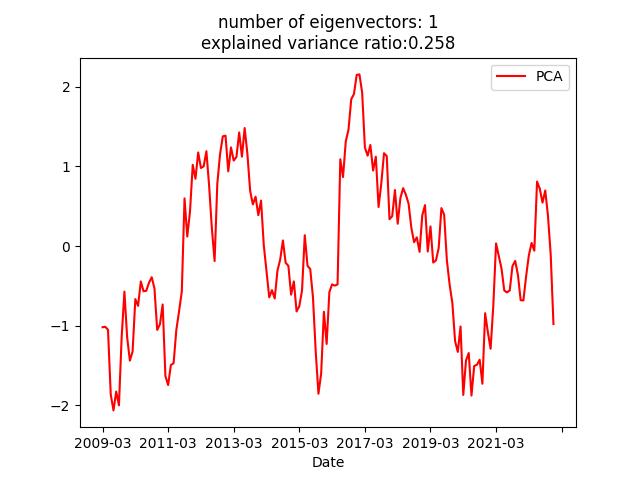 number of eigenvectors: 1
explained variance ratio:0.258
PCA
2
1
0
−1
−2
2009-03 2011-03 2013-03 2015-03 2017-03 2019-03 2021-03
Date